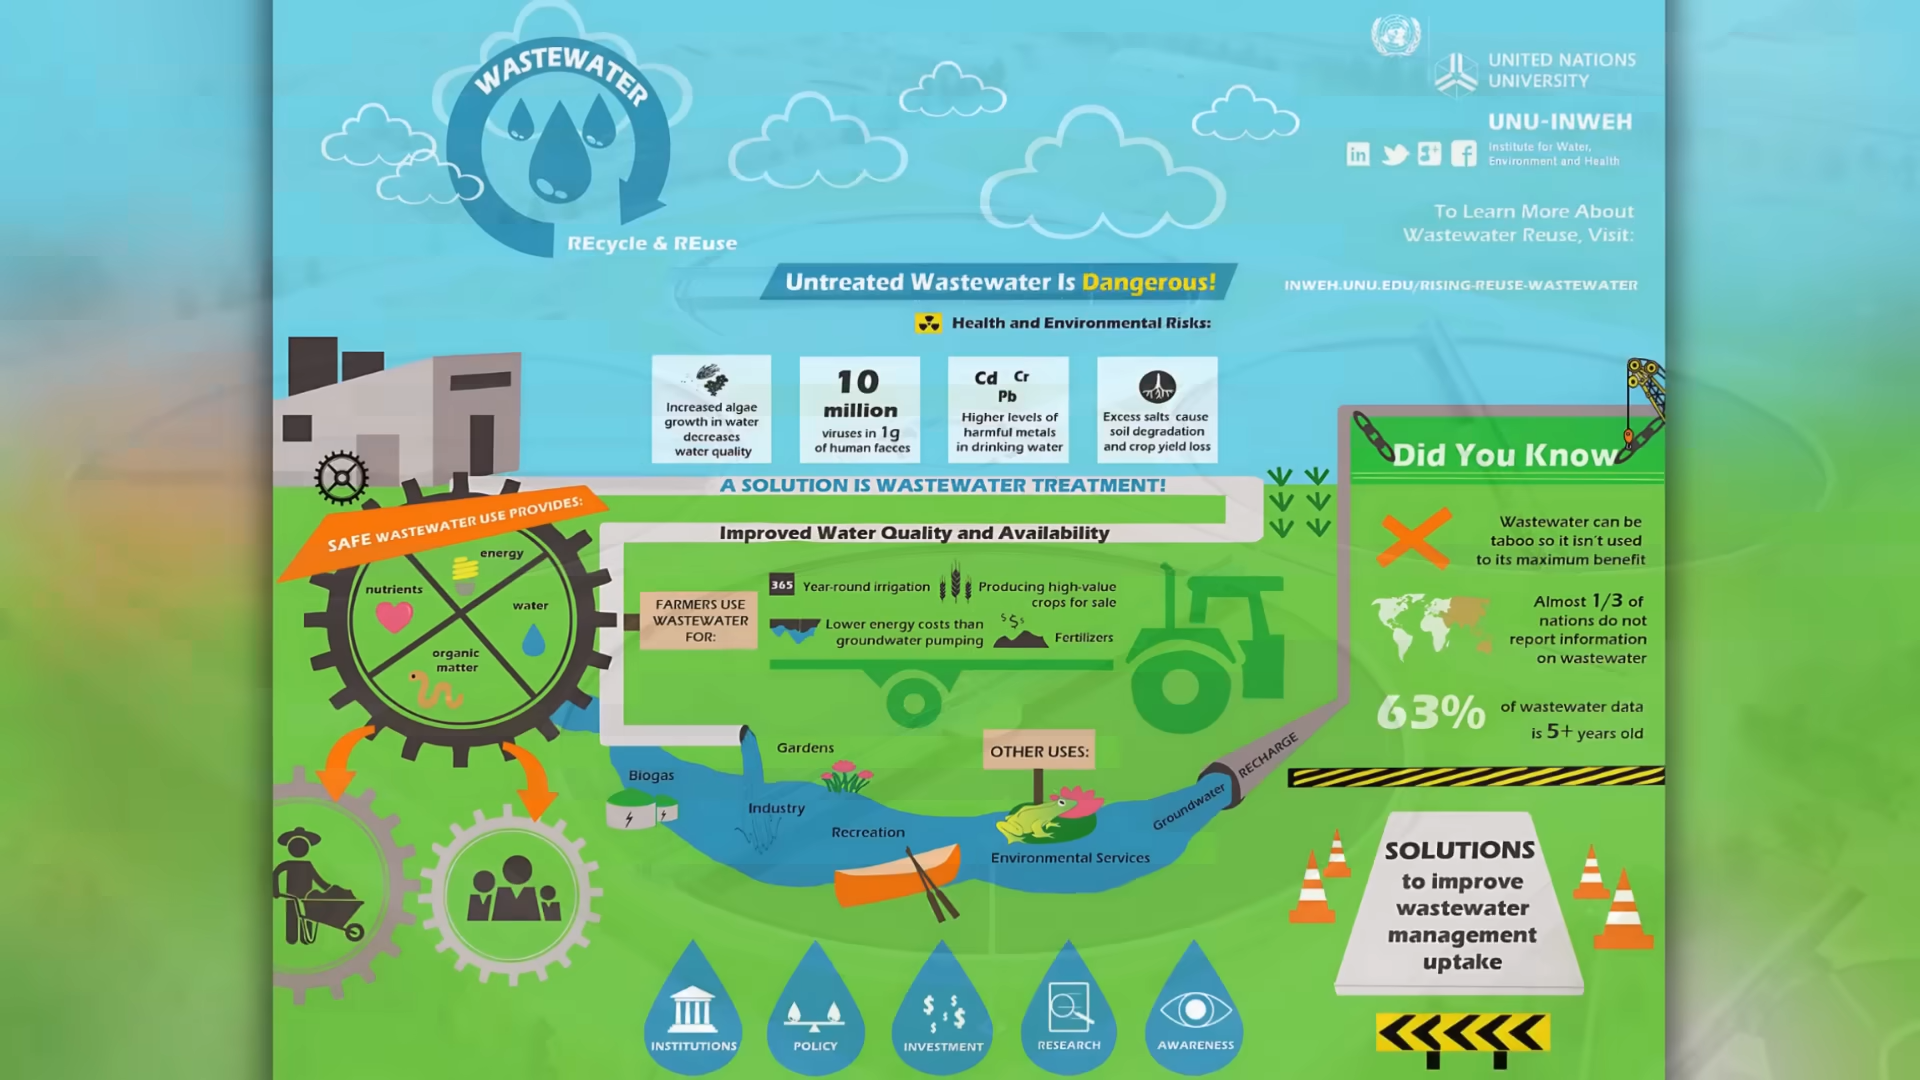 WASTEWATER
REcycle & REuse
UNITED NATIONS
UNIVERSITY
UNU-INWEH
Institute for Water,
Environment and Health
To Learn More About
Wastewater Reuse, Visit:
INWEH.UNU.EDU/RISING-REUSE-WASTEWATER
Untreated Wastewater Is Dangerous!
Health and Environmental Risks:
Increased algae
growth in water
decreases
water quality
10
million
viruses in 1g
of human faeces
Cd Cr
Pb
Higher levels of
harmful metals
in drinking water
Excess salts cause
soil degradation
and crop yield loss
A SOLUTION IS WASTEWATER TREATMENT!
Improved Water Quality and Availability
SAFE WASTEWATER USE PROVIDES:
energy
nutrients
water
organic
matter
FARMERS USE
WASTEWATER
FOR:
365 Year-round irrigation
Producing high-value
crops for sale
Lower energy costs than
groundwater pumping
$ $ $
Fertilizers
OTHER USES:
Biogas
Gardens
Industry
Recreation
Environmental Services
Groundwater
RECHARGE
Did You Know
Wastewater can be
taboo so it isn't used
to its maximum benefit
Almost 1/3 of
nations do not
report information
on wastewater
63%
of wastewater data
is 5+ years old
SOLUTIONS
to improve
wastewater
management
uptake
INSTITUTIONS
POLICY
$ $ $ $ $
INVESTMENT
RESEARCH
AWARENESS